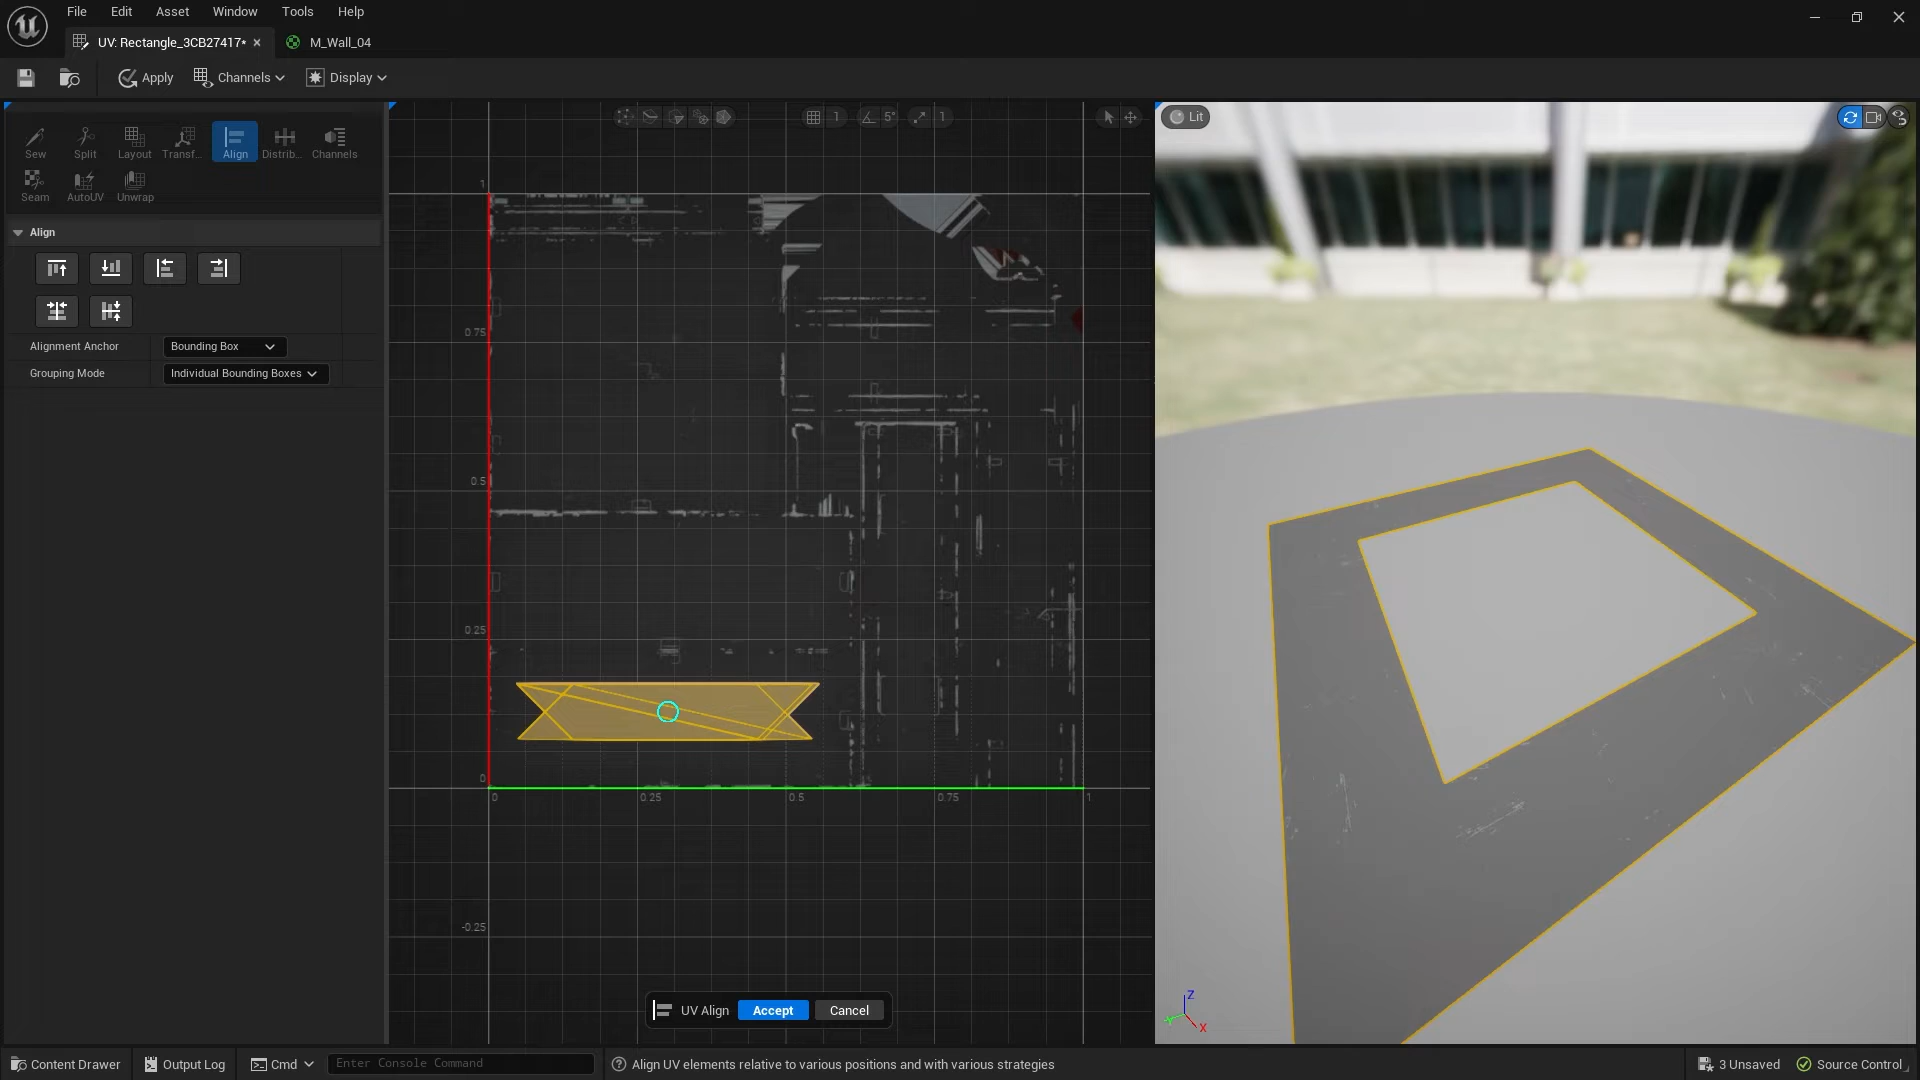 File Edit Asset Window Tools Help
UV: Rectangle_3CB27417* M_Wall_04
Apply Channels Display
Sew Split Layout Transf... Align Distrib... Channels
Seam AutoUV Unwrap
Align
Alignment Anchor Bounding Box
Grouping Mode Individual Bounding Boxes
1 5° 1
1
0.75
0.5
0.25
0
0 0.25 0.5 0.75 1
-0.25
UV Align Accept Cancel
Lit
Z
Y
X
Content Drawer Output Log Cmd Enter Console Command Align UV elements relative to various positions and with various strategies 3 Unsaved Source Control